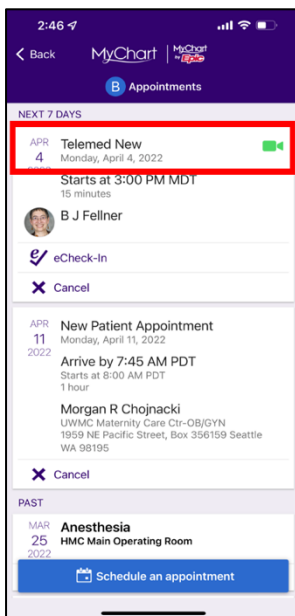 2:46
Back
MyChart
MyChart
by Epic
B Appointments
NEXT 7 DAYS
APR
4
2022
Telemed New
Monday, April 4, 2022
Starts at 3:00 PM MDT
15 minutes
B J Fellner
eCheck-In
Cancel
APR
11
2022
New Patient Appointment
Monday, April 11, 2022
Arrive by 7:45 AM PDT
Starts at 8:00 AM PDT
1 hour
Morgan R Chojnacki
UWMC Maternity Care Ctr-OB/GYN
1959 NE Pacific Street, Box 356159 Seattle
WA 98195
Cancel
PAST
MAR
25
2022
Anesthesia
HMC Main Operating Room
Schedule an appointment